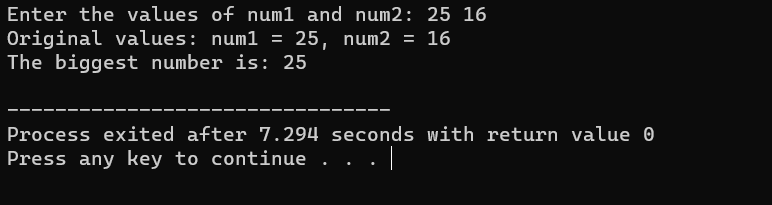 Enter the values of num1 and num2: 25 16
Original values: num1 = 25, num2 = 16
The biggest number is: 25
--------------------------------
Process exited after 7.294 seconds with return value 0
Press any key to continue . . .